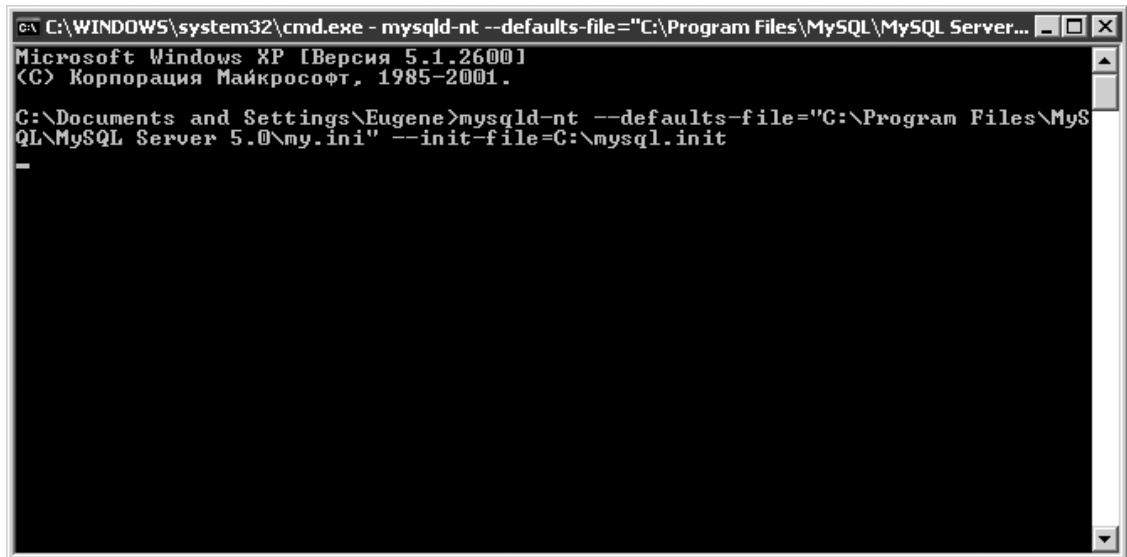 C:\WINDOWS\system32\cmd.exe - mysqld-nt --defaults-file="C:\Program Files\MySQL\MySQL Server...
Microsoft Windows XP [Версия 5.1.2600]
(C) Корпорация Майкрософт, 1985-2001.
C:\Documents and Settings\Eugene>mysqld-nt --defaults-file="C:\Program Files\MyS
QL\MySQL Server 5.0\my.ini" --init-file=C:\mysql.init